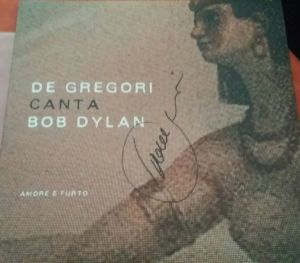 DE GREGORI
CANTA
BOB DYLAN
AMORE E FURTO